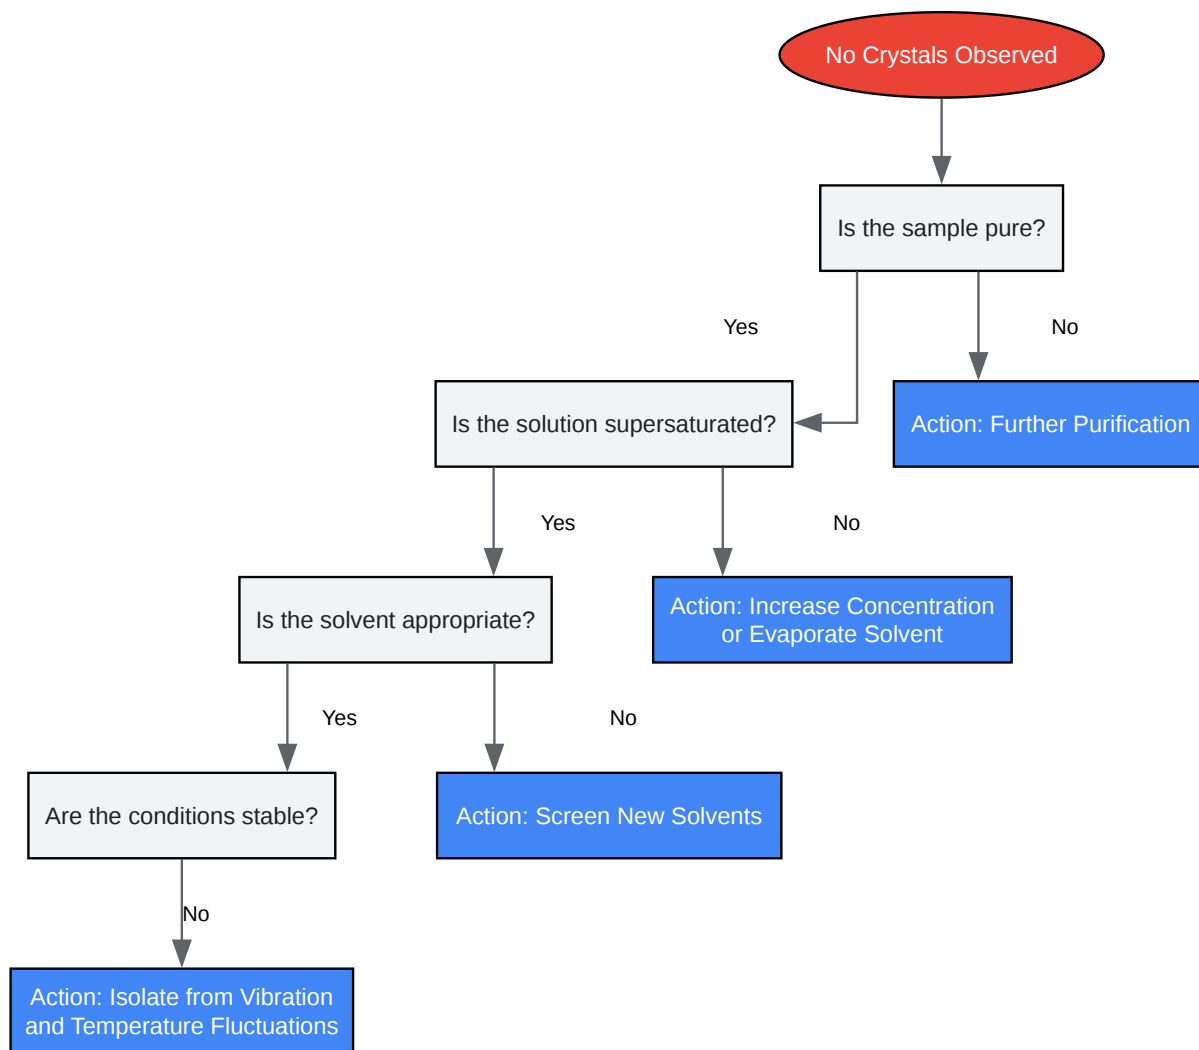 No Crystals Observed
Is the sample pure?
Yes
No
Is the solution supersaturated?
Action: Further Purification
Yes
No
Is the solvent appropriate?
Action: Increase Concentration
or Evaporate Solvent
Yes
No
Are the conditions stable?
Action: Screen New Solvents
No
Action: Isolate from Vibration
and Temperature Fluctuations